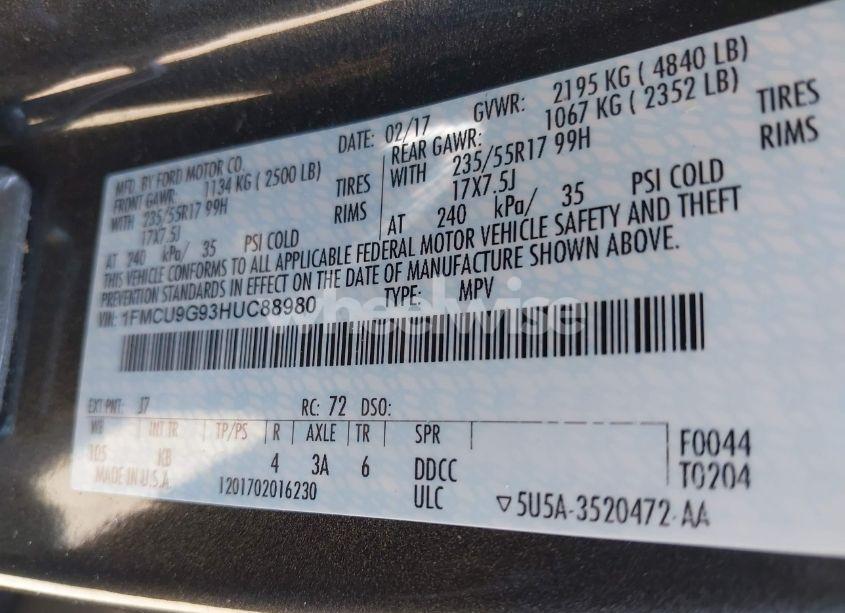 MFD. BY FORD MOTOR CO. DATE: 02/17 GVWR: 2195 KG ( 4840 LB)
FRONT GAWR: 1134 KG ( 2500 LB) REAR GAWR: 1067 KG ( 2352 LB)
WITH 235/55R17 99H TIRES WITH 235/55R17 99H TIRES
17X7.5J RIMS 17X7.5J RIMS
AT 240 kPa/ 35 PSI COLD AT 240 kPa/ 35 PSI COLD
THIS VEHICLE CONFORMS TO ALL APPLICABLE FEDERAL MOTOR VEHICLE SAFETY AND THEFT
PREVENTION STANDARDS IN EFFECT ON THE DATE OF MANUFACTURE SHOWN ABOVE.
VIN: 1FMCU9G93HUC88980 TYPE: MPV
wheelwise
EXT PNT: J7 RC: 72 DSO:
WB INT TR TP/PS R AXLE TR SPR F0044
105 KB 4 3A 6 DDCC T0204
MADE IN U.S.A. 1201702016230 ULC ▽5U5A-3520472-AA